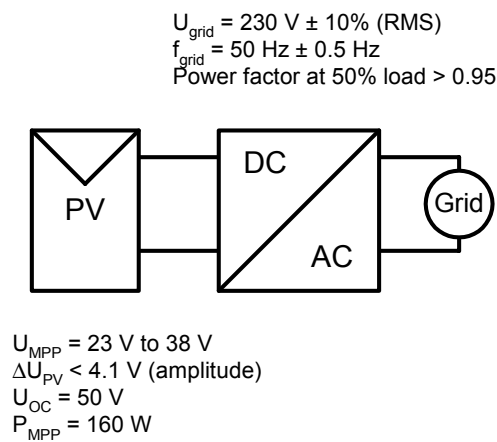 U_grid = 230 V ± 10% (RMS)
f_grid = 50 Hz ± 0.5 Hz
Power factor at 50% load > 0.95
PV
DC
AC
Grid
U_MPP = 23 V to 38 V
ΔU_PV < 4.1 V (amplitude)
U_OC = 50 V
P_MPP = 160 W